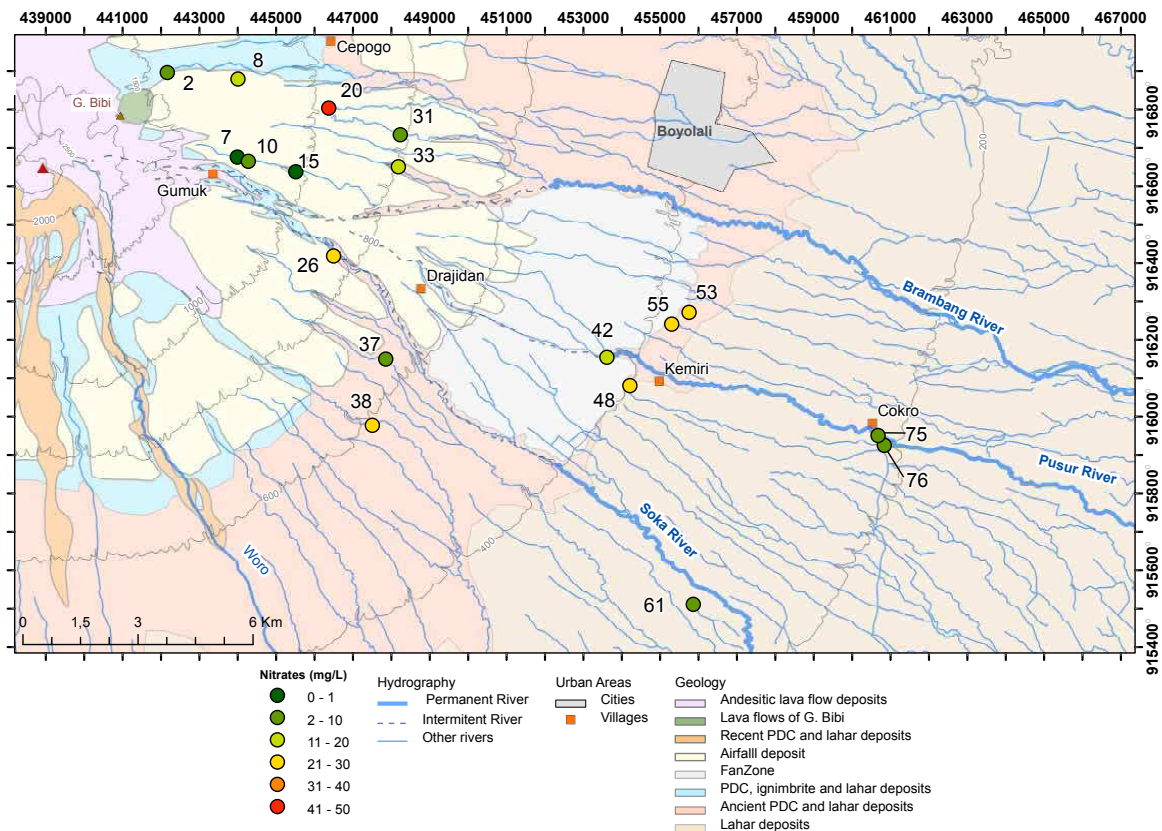 439000 441000 442000 445000 447000 449000 453000 455000 457000 459000 461000 463000 465000 467000
Cepogo
8
2
20
G. Bibi
31
Boyolali
200
7
10
15
33
Gumuk
2000
800
26
Drajidan
1000
53
55
Brambang River
42
37
Kemiri
38
48
Cokro
75
Pusur River
76
600
Soka River
400
Woro
61
0 1,5 3 6 Km
916800
916600
916400
916200
916000
915800
915600
915400
Nitrates (mg/L)
0 - 1
2 - 10
11 - 20
21 - 30
31 - 40
41 - 50
Hydrography
Permanent River
Intermitent River
Other rivers
Urban Areas
Cities
Villages
Geology
Andesitic lava flow deposits
Lava flows of G. Bibi
Recent PDC and lahar deposits
Airfalll deposit
FanZone
PDC, ignimbrite and lahar deposits
Ancient PDC and lahar deposits
Lahar deposits